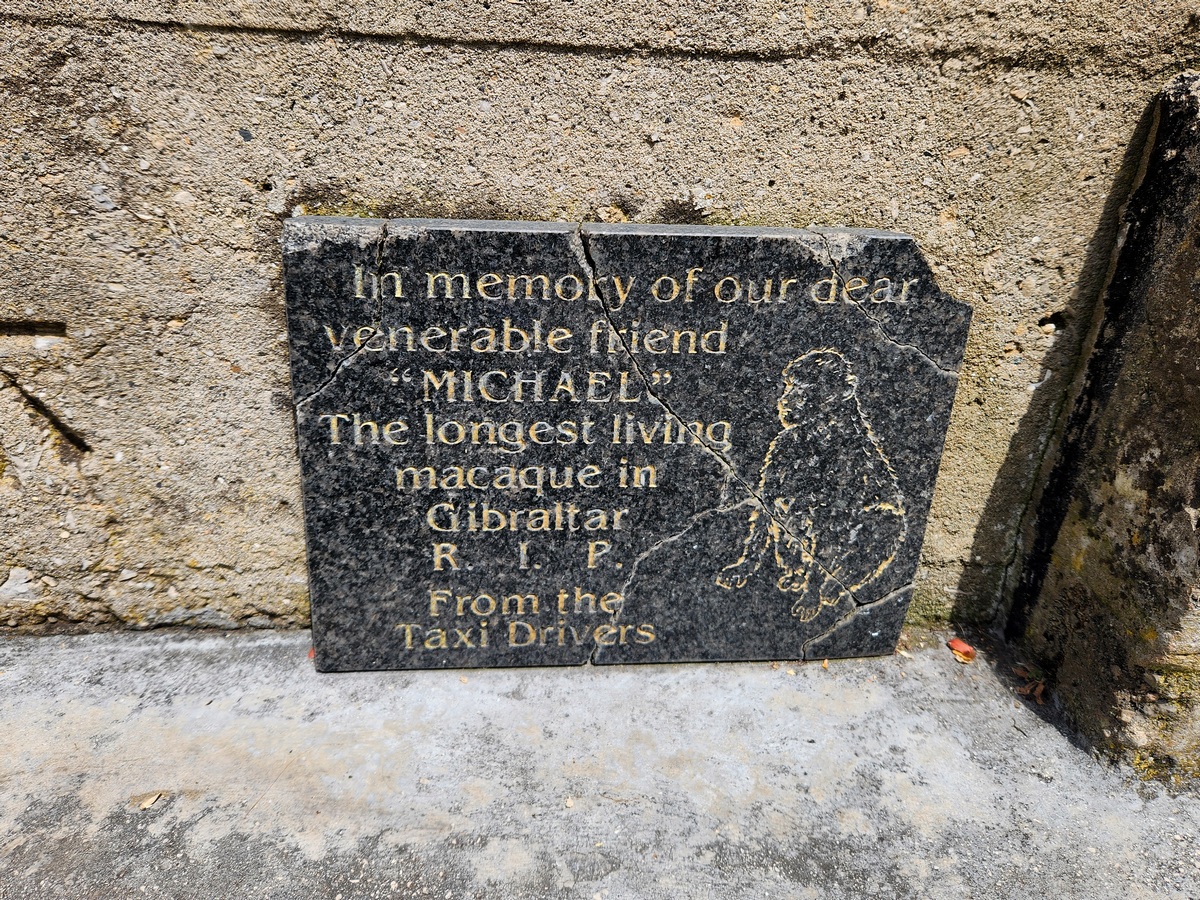 In memory of our dear
venerable friend
“MICHAEL”
The longest living
macaque in
Gibraltar
R. I. P.
From the
Taxi Drivers